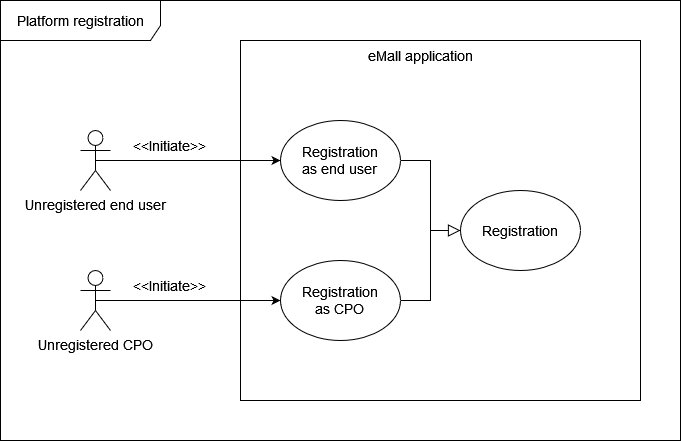 Platform registration
eMall application
<<Initiate>>
Registration
as end user
Unregistered end user
Registration
<<Initiate>>
Registration
as CPO
Unregistered CPO